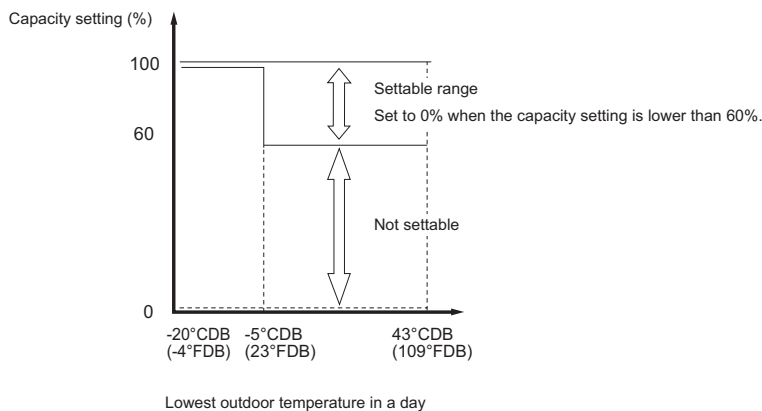 Capacity setting (%)
100
Settable range
Set to 0% when the capacity setting is lower than 60%.
60
Not settable
0
-20°CDB -5°CDB 43°CDB
(-4°FDB) (23°FDB) (109°FDB)
Lowest outdoor temperature in a day